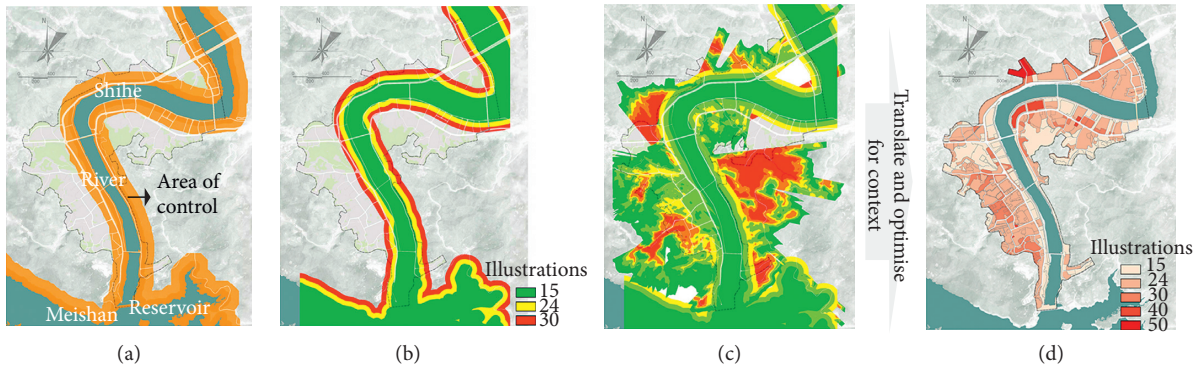 Shihe
River
Area of
control
Meishan
Reservoir
(a)
Illustrations
15
24
30
(b)
(c)
Translate and optimise
for context
Illustrations
15
24
30
40
50
(d)